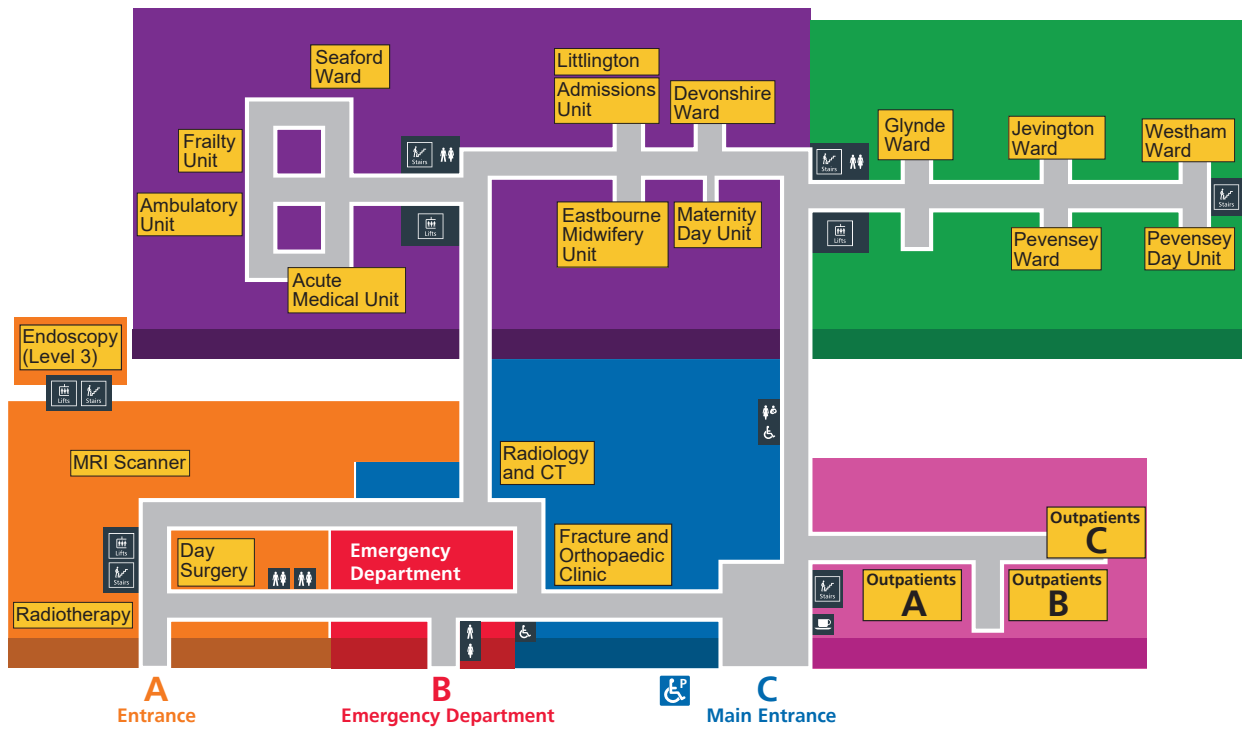 Seaford
Ward
Littlington
Admissions
Unit
Devonshire
Ward
Glynde
Ward
Jevington
Ward
Westham
Ward
Frailty
Unit
Stairs
Stairs
Stairs
Ambulatory
Unit
Lifts
Eastbourne
Midwifery
Unit
Maternity
Day Unit
Lifts
Pevensey
Ward
Pevensey
Day Unit
Acute
Medical Unit
Endoscopy
(Level 3)
Lifts
Stairs
MRI Scanner
Radiology
and CT
Outpatients
C
Lifts
Stairs
Day
Surgery
Emergency
Department
Fracture and
Orthopaedic
Clinic
Stairs
Outpatients
A
Outpatients
B
Radiotherapy
A
Entrance
B
Emergency Department
P
C
Main Entrance